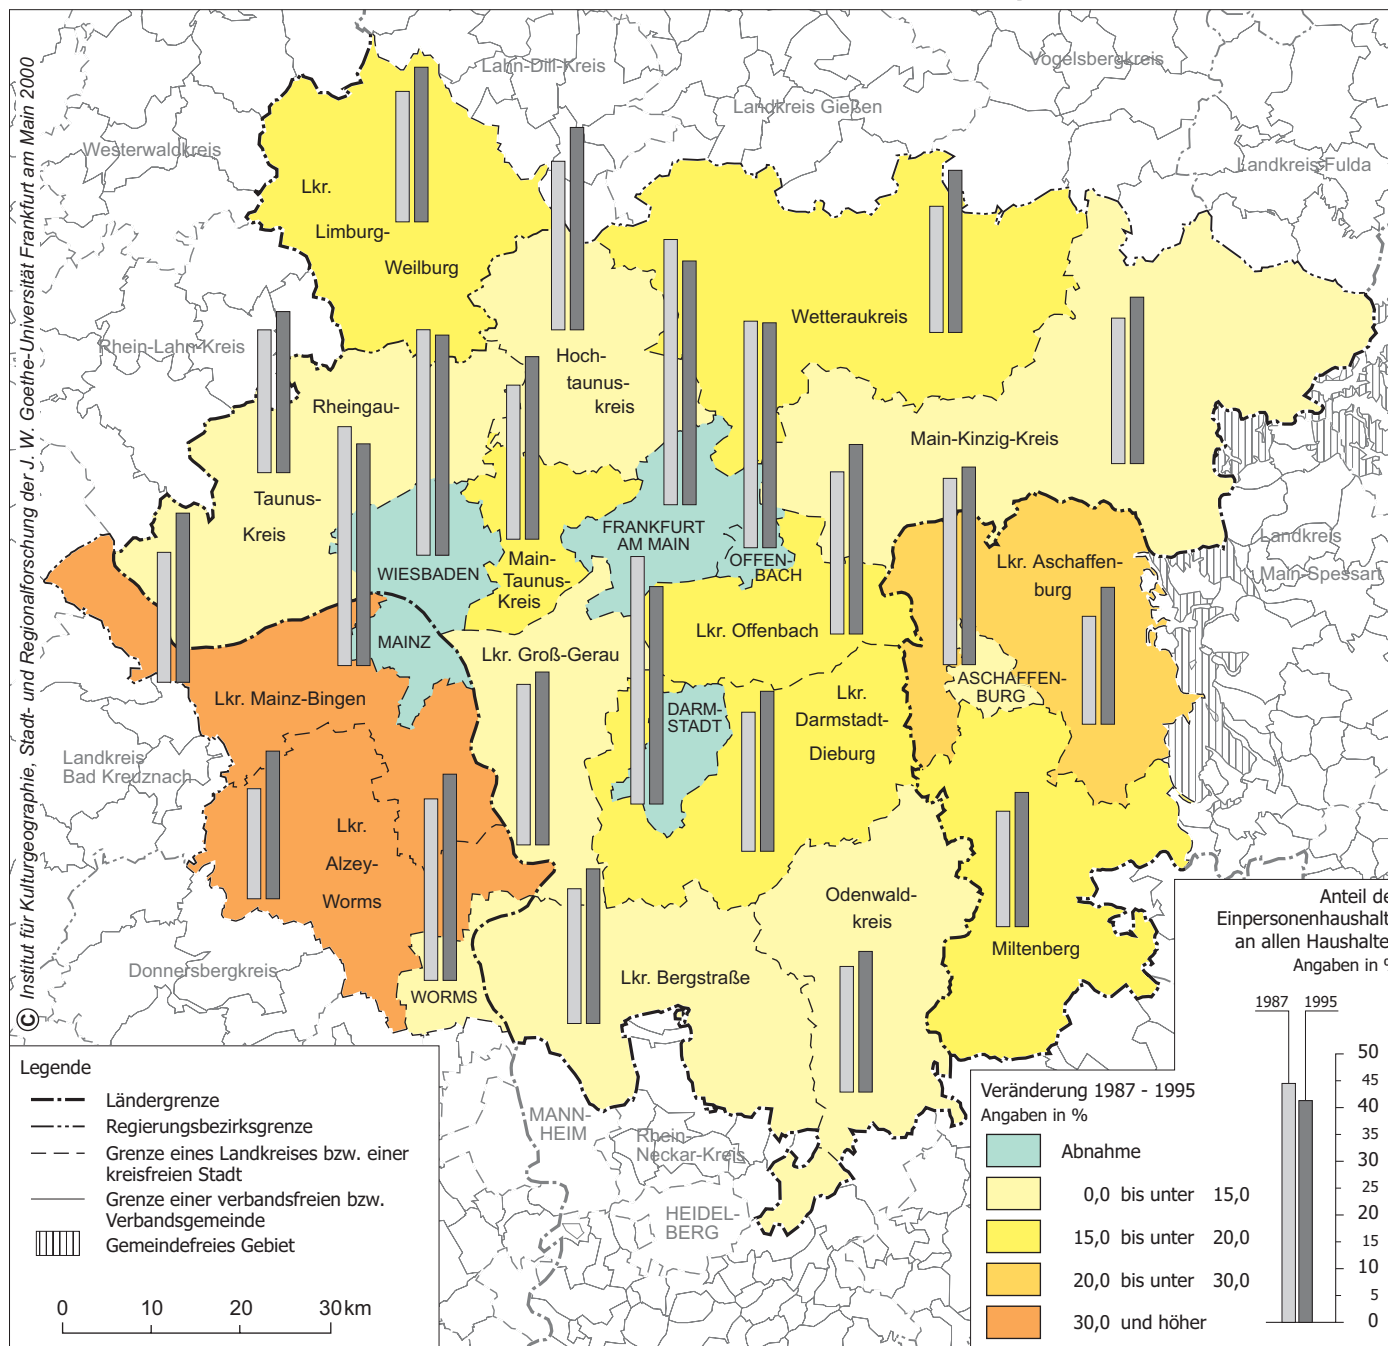 © Institut für Kulturgeographie, Stadt- und Regionalforschung der J. W. Goethe-Universität Frankfurt am Main 2000
Lahn-Dill-Kreis
Vogelsbergkreis
Landkreis Gießen
Westerwaldkreis
Landkreis-Fulda
Lkr.
Limburg-
Weilburg
Wetteraukreis
Rhein-Lahn-Kreis
Hoch-
taunus-
kreis
Rheingau-
Taunus-
Kreis
Main-Kinzig-Kreis
FRANKFURT
AM MAIN
OFFEN-
BACH
WIESBADEN
Main-
Taunus-
Kreis
Lkr. Aschaffen-
burg
Landkreis
Main-Spessart
MAINZ
Lkr. Offenbach
Lkr. Groß-Gerau
ASCHAFFEN-
BURG
Lkr. Mainz-Bingen
DARM-
STADT
Lkr.
Darmstadt-
Dieburg
Landkreis
Bad Kreuznach
Lkr.
Alzey-
Worms
Odenwald-
kreis
Miltenberg
Donnersbergkreis
WORMS
Lkr. Bergstraße
MANN-
HEIM
Rhein-
Neckar-Kreis
HEIDEL-
BERG
Legende
Ländergrenze
Regierungsbezirksgrenze
Grenze eines Landkreises bzw. einer
kreisfreien Stadt
Grenze einer verbandsfreien bzw.
Verbandsgemeinde
Gemeindefreies Gebiet
0 10 20 30 km
Veränderung 1987 - 1995
Angaben in %
Abnahme
0,0 bis unter 15,0
15,0 bis unter 20,0
20,0 bis unter 30,0
30,0 und höher
Anteil de
Einpersonenhaushalt
an allen Haushalte
Angaben in %
1987 1995
50
45
40
35
30
25
20
15
10
5
0